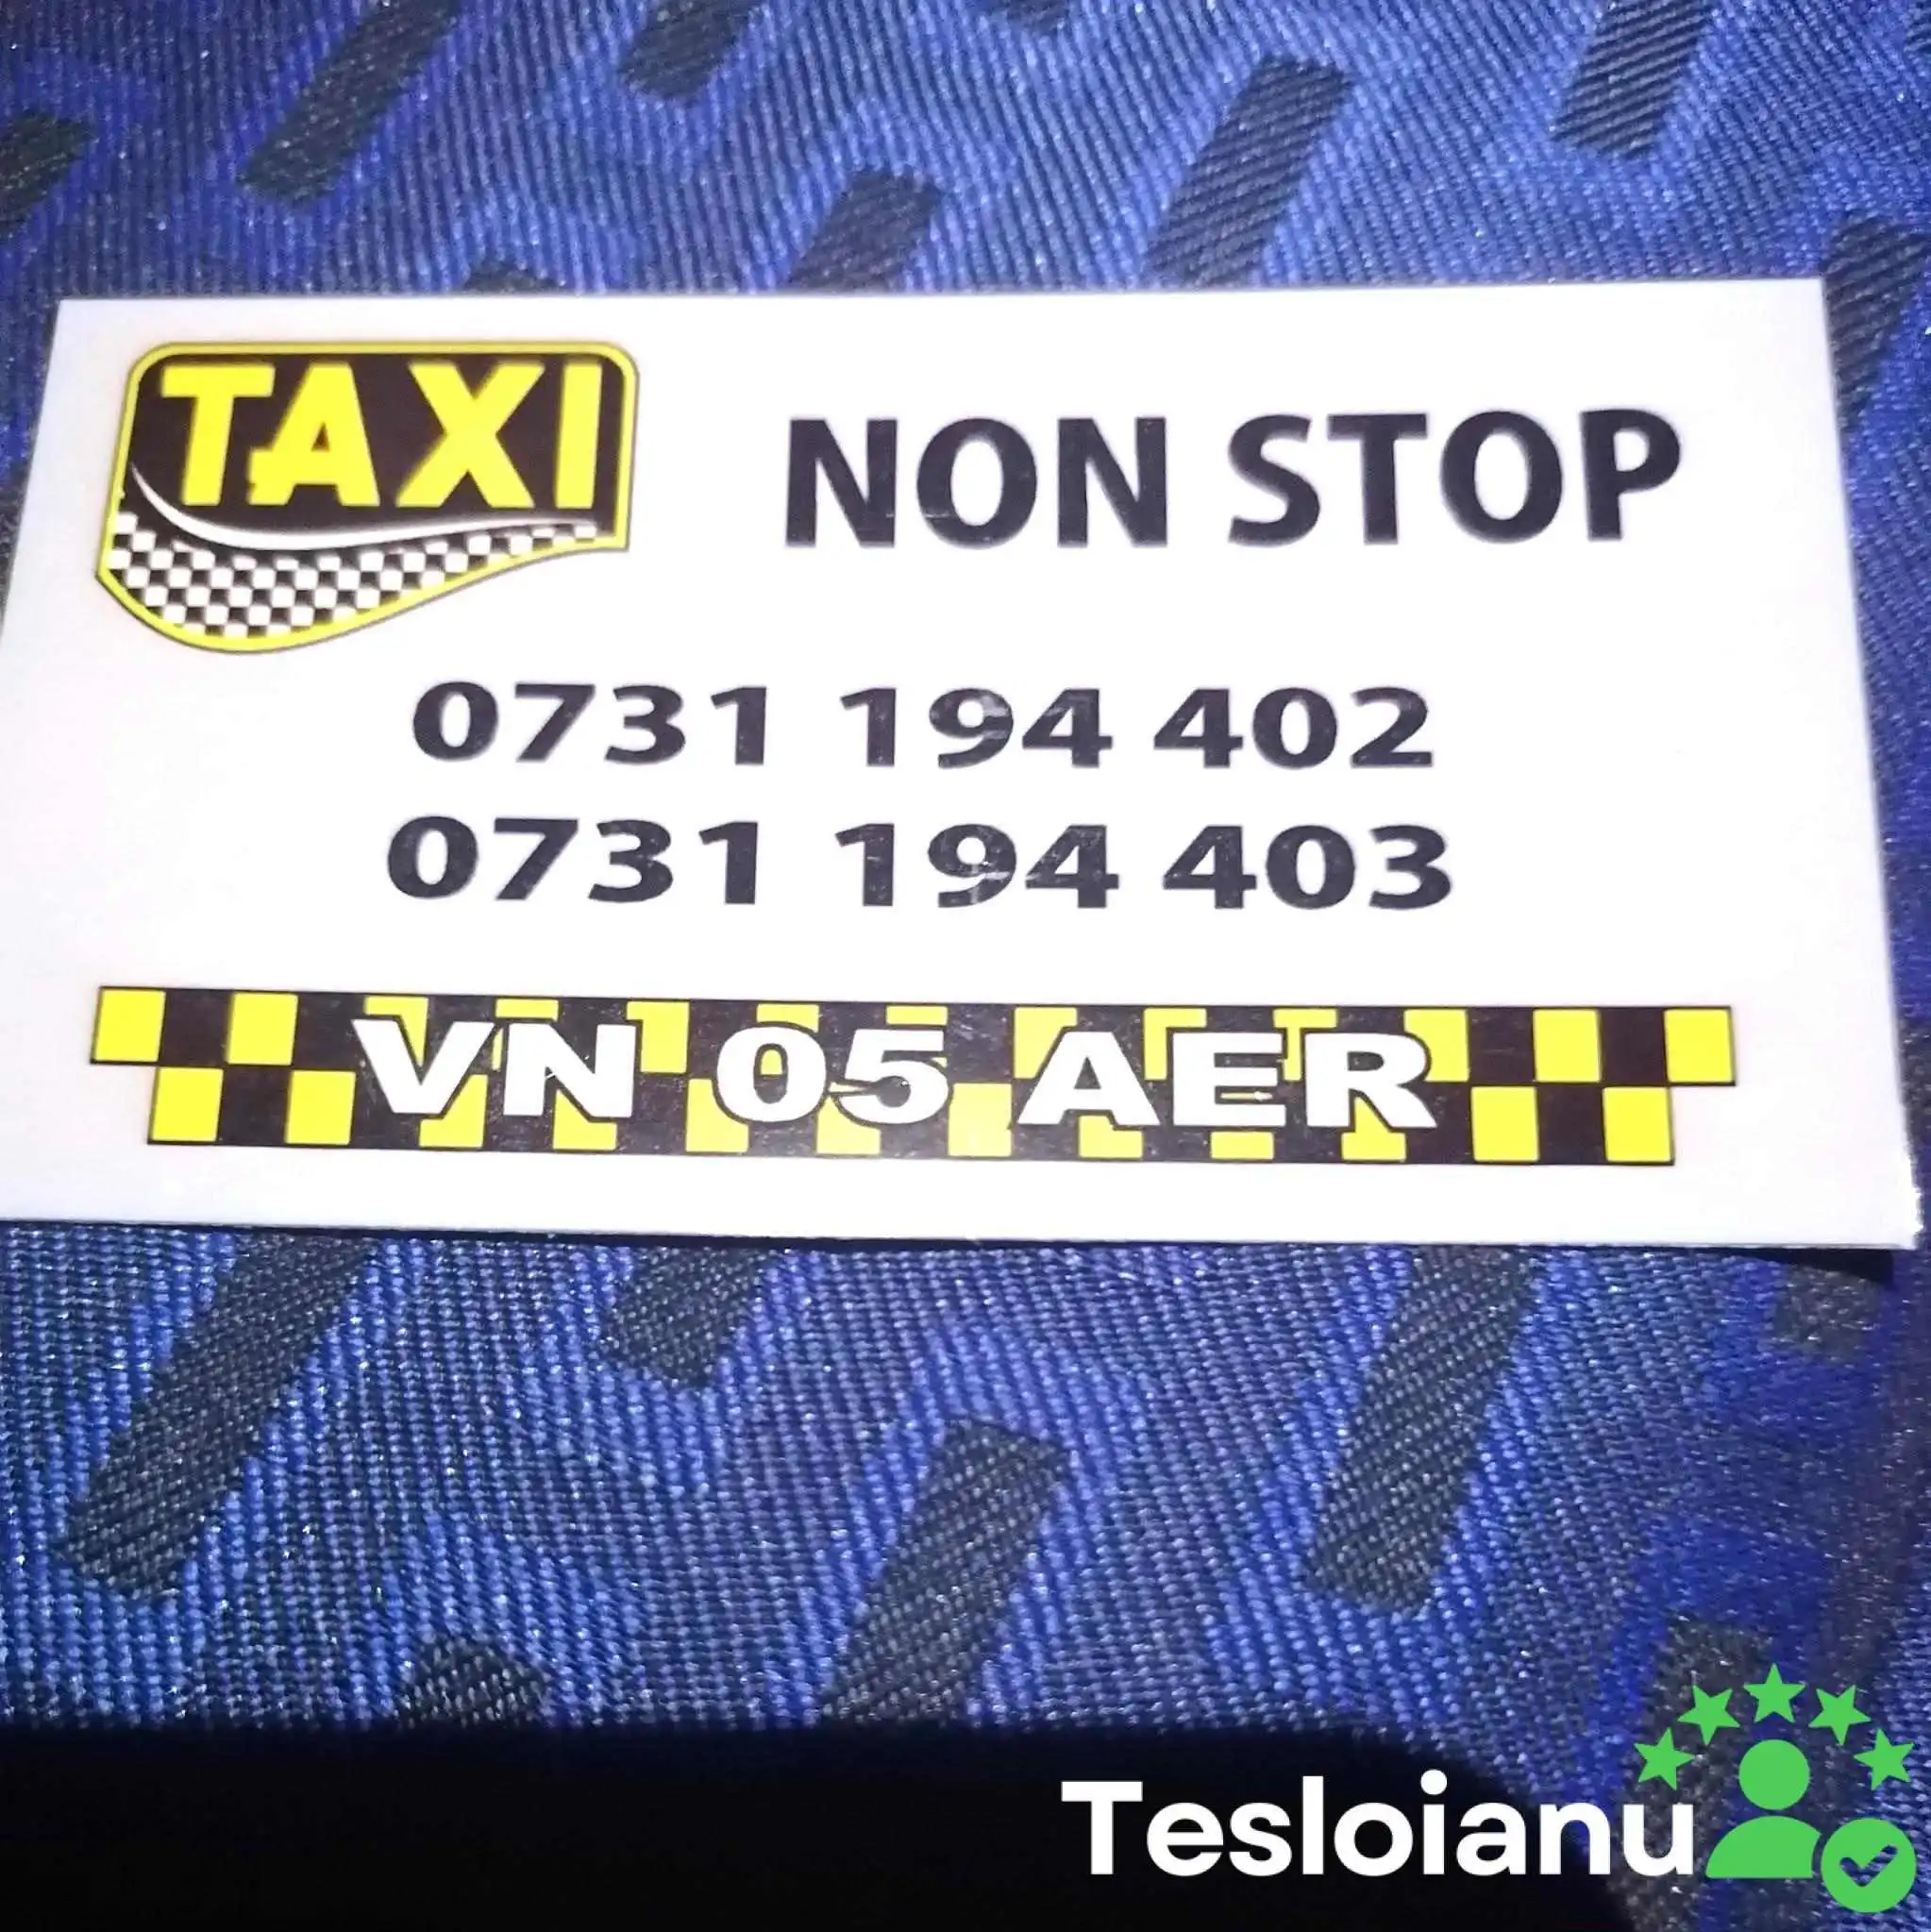 TAXI
NON STOP
0731 194 402
0731 194 403
VN 05 AER
Tesloianu